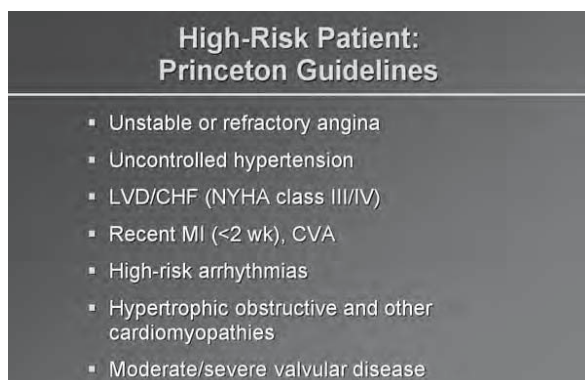 High-Risk Patient:
Princeton Guidelines
▪ Unstable or refractory angina
▪ Uncontrolled hypertension
▪ LVD/CHF (NYHA class III/IV)
▪ Recent MI (<2 wk), CVA
▪ High-risk arrhythmias
▪ Hypertrophic obstructive and other
cardiomyopathies
▪ Moderate/severe valvular disease